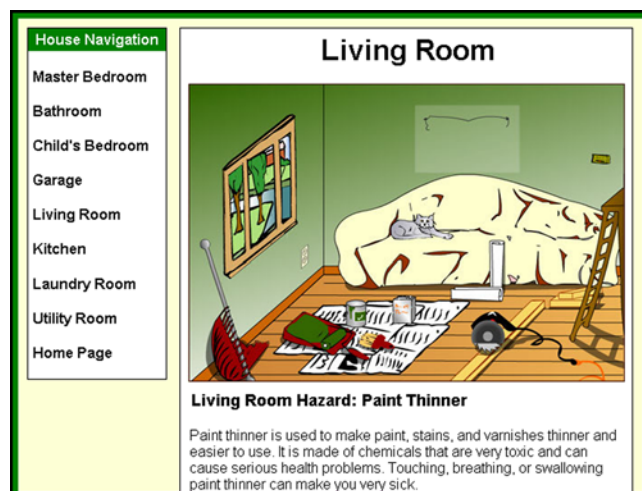 House Navigation
Master Bedroom
Bathroom
Child's Bedroom
Garage
Living Room
Kitchen
Laundry Room
Utility Room
Home Page
Living Room
Living Room Hazard: Paint Thinner
Paint thinner is used to make paint, stains, and varnishes thinner and
easier to use. It is made of chemicals that are very toxic and can
cause serious health problems. Touching, breathing, or swallowing
paint thinner can make you very sick.